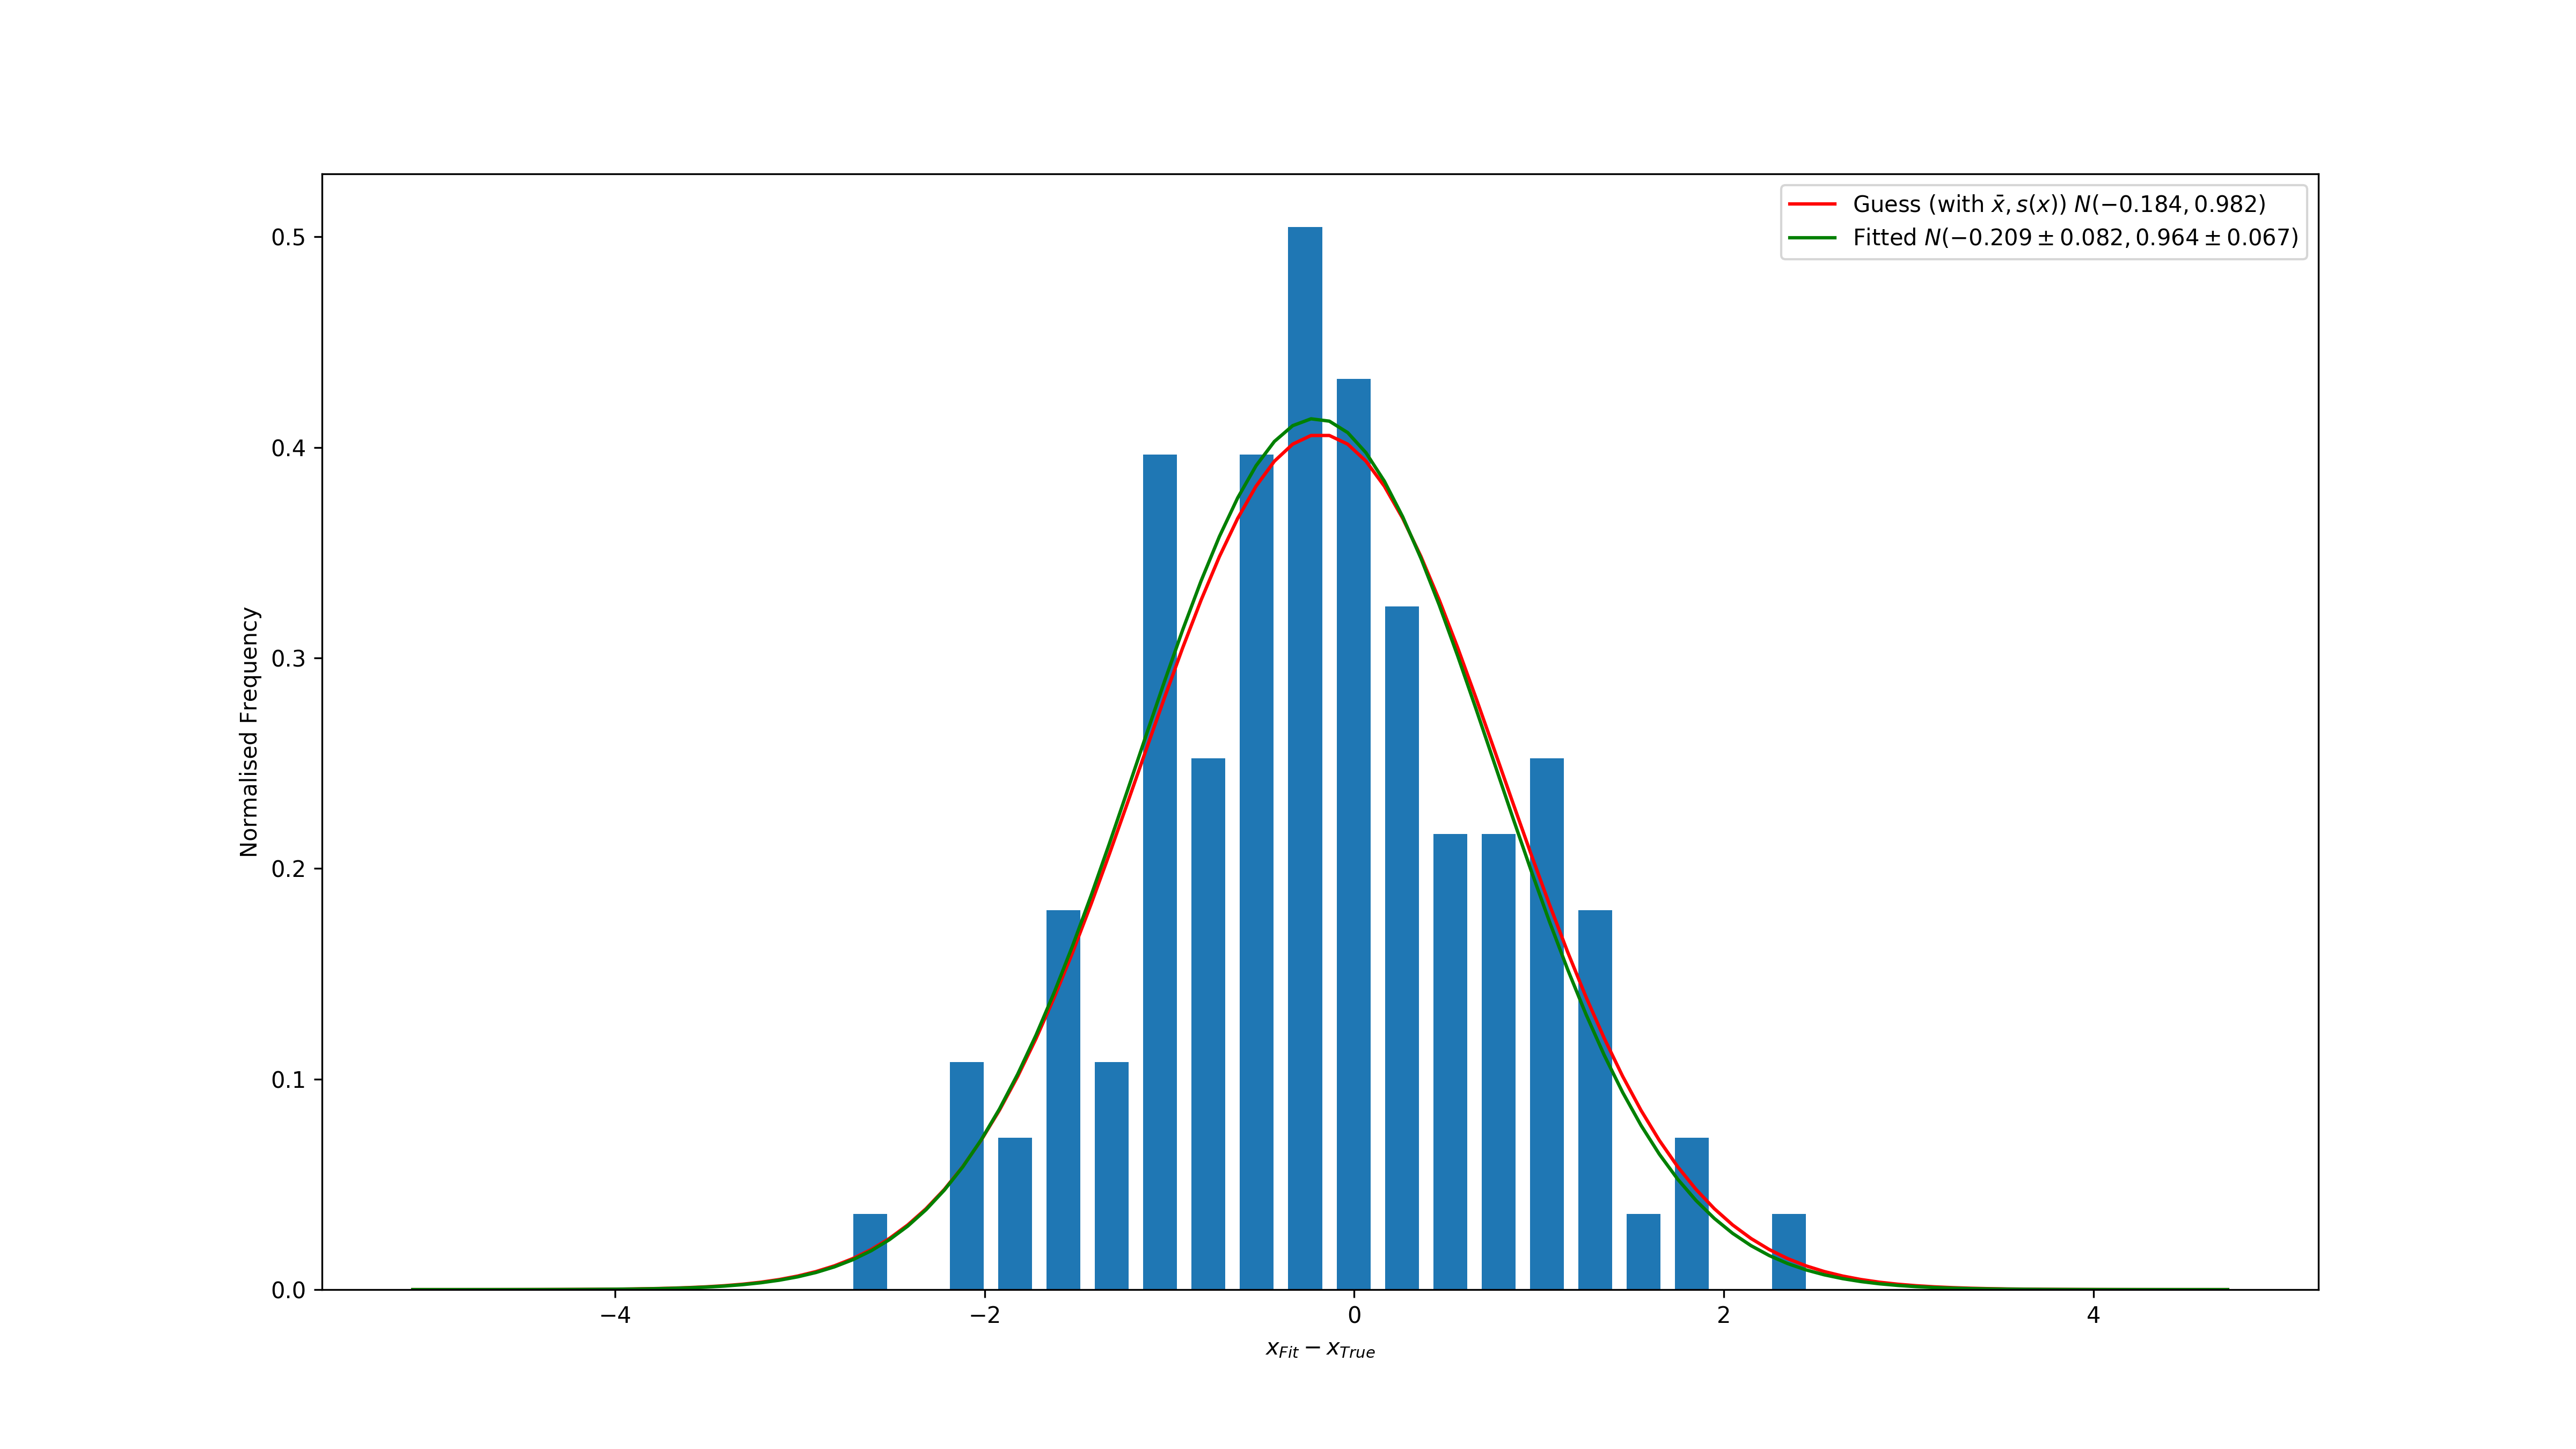 Guess (with x̄, s(x)) N(−0.184, 0.982)
Fitted N(−0.209 ± 0.082, 0.964 ± 0.067)
0.5
0.4
0.3
0.2
0.1
0.0
Normalised Frequency
−4 −2 0 2 4
x_Fit − x_True